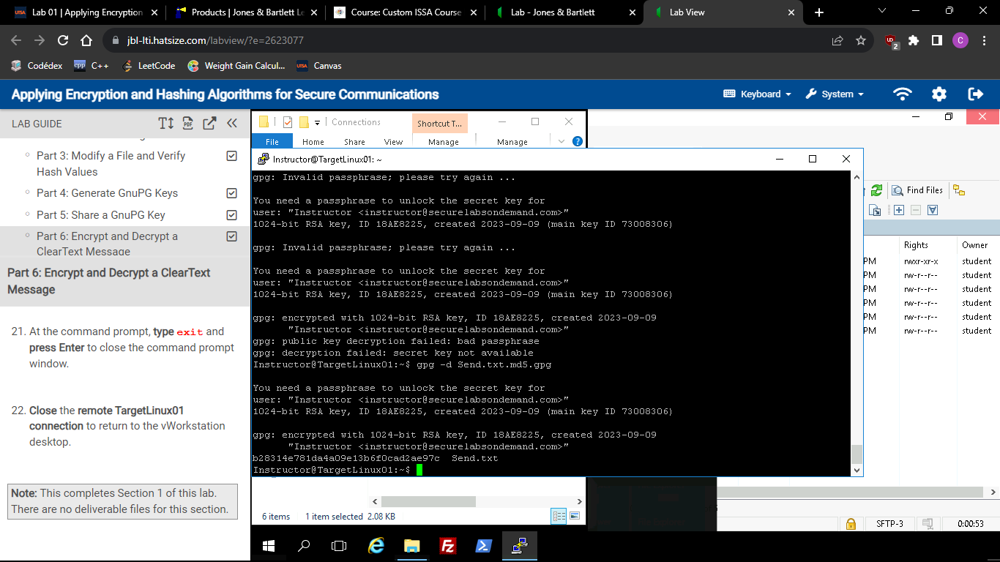 Lab 01 | Applying Encryption
Products | Jones & Bartlett Le
Course: Custom ISSA Course
Lab - Jones & Bartlett
Lab View
jbl-lti.hatsize.com/labview/?e=2623077
2
C
Codédex
C++
LeetCode
Weight Gain Calcul...
Canvas
Applying Encryption and Hashing Algorithms for Secure Communications
Keyboard
System
LAB GUIDE
Part 3: Modify a File and Verify
Hash Values
Part 4: Generate GnuPG Keys
Part 5: Share a GnuPG Key
Part 6: Encrypt and Decrypt a
ClearText Message
Part 6: Encrypt and Decrypt a ClearText
Message
21. At the command prompt, type exit and
press Enter to close the command prompt
window.
22. Close the remote TargetLinux01
connection to return to the vWorkstation
desktop.
Note: This completes Section 1 of this lab.
There are no deliverable files for this section.
Connections
Shortcut T...
File
Home
Share
View
Manage
Manage
Instructor@TargetLinux01: ~
gpg: Invalid passphrase; please try again ...
You need a passphrase to unlock the secret key for
user: "Instructor <instructor@securelabsondemand.com>"
1024-bit RSA key, ID 18AE8225, created 2023-09-09 (main key ID 73008306)
gpg: Invalid passphrase; please try again ...
You need a passphrase to unlock the secret key for
user: "Instructor <instructor@securelabsondemand.com>"
1024-bit RSA key, ID 18AE8225, created 2023-09-09 (main key ID 73008306)
gpg: encrypted with 1024-bit RSA key, ID 18AE8225, created 2023-09-09
"Instructor <instructor@securelabsondemand.com>"
gpg: public key decryption failed: bad passphrase
gpg: decryption failed: secret key not available
Instructor@TargetLinux01:~$ gpg -d Send.txt.md5.gpg
You need a passphrase to unlock the secret key for
user: "Instructor <instructor@securelabsondemand.com>"
1024-bit RSA key, ID 18AE8225, created 2023-09-09 (main key ID 73008306)
gpg: encrypted with 1024-bit RSA key, ID 18AE8225, created 2023-09-09
"Instructor <instructor@securelabsondemand.com>"
b28314e781da4a09e13b6f0cad2ae97c  Send.txt
Instructor@TargetLinux01:~$
Find Files
Rights
Owner
PM rwxr-xr-x student
PM rw-r--r-- student
PM rw-r--r-- student
PM rw-r--r-- student
PM rw-r--r-- student
PM rw-r--r-- student
6 items
1 item selected 2.08 KB
SFTP-3
0:00:53